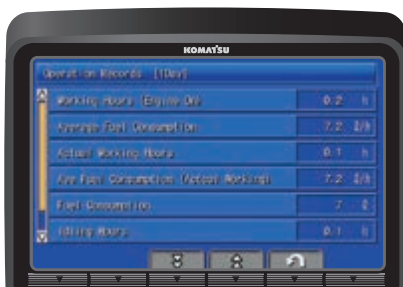 KOMATSU
Operation Records [1Day]
Working Hours (Engine On) 0.2 h
Average Fuel Consumption 7.2 ℓ/h
Actual Working Hours 0.1 h
Ave Fuel Consumption (Actual Working) 7.2 ℓ/h
Fuel Consumption 7 ℓ
Idling Hours 0.1 h